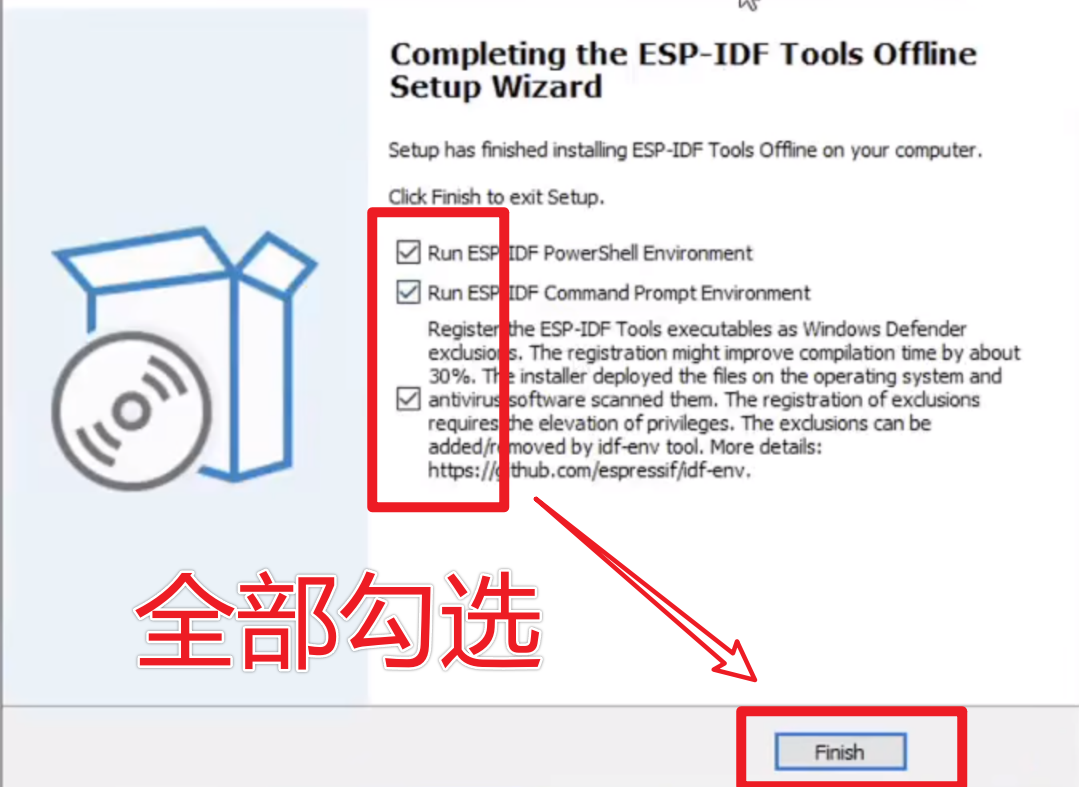 Completing the ESP-IDF Tools Offline
Setup Wizard
Setup has finished installing ESP-IDF Tools Offline on your computer.
Click Finish to exit Setup.
Run ESP-IDF PowerShell Environment
Run ESP-IDF Command Prompt Environment
Register the ESP-IDF Tools executables as Windows Defender
exclusions. The registration might improve compilation time by about
30%. The installer deployed the files on the operating system and
antivirus software scanned them. The registration of exclusions
requires the elevation of privileges. The exclusions can be
added/removed by idf-env tool. More details:
https://github.com/espressif/idf-env.
全部勾选
Finish